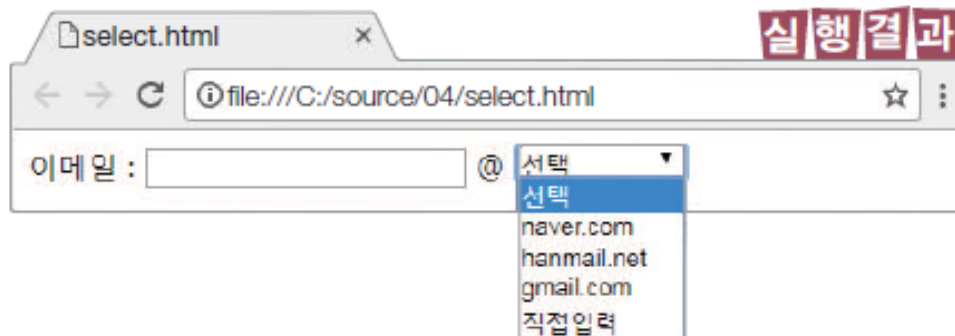 select.html
실행결과
file:///C:/source/04/select.html
이메일 : @ 선택
선택
naver.com
hanmail.net
gmail.com
직접입력